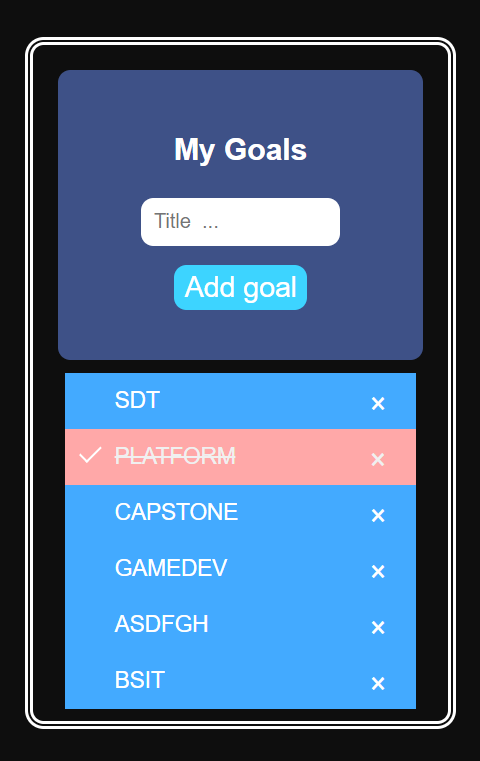 My Goals
Title ...
Add goal
SDT ×
PLATFORM ×
CAPSTONE ×
GAMEDEV ×
ASDFGH ×
BSIT ×